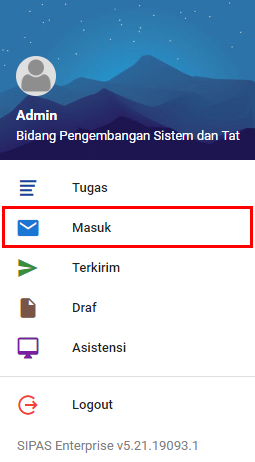 Admin
Bidang Pengembangan Sistem dan Tat
Tugas
Masuk
Terkirim
Draf
Asistensi
Logout
SIPAS Enterprise v5.21.19093.1